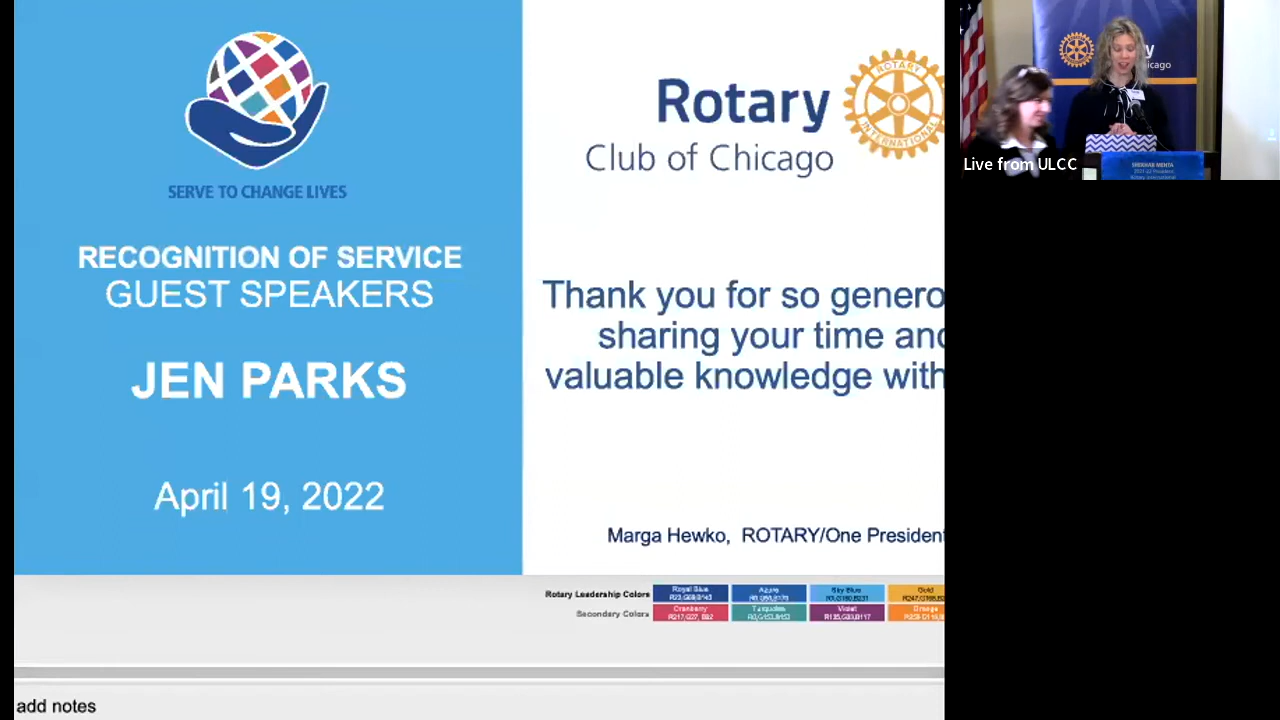 SERVE TO CHANGE LIVES
RECOGNITION OF SERVICE
GUEST SPEAKERS
JEN PARKS
April 19, 2022
Rotary
Club of Chicago
ROTARY
INTERNATIONAL
Thank you for so genero
sharing your time and
valuable knowledge with
Marga Hewko, ROTARY/One President
Rotary Leadership Colors
Royal Blue
Azure
Sky Blue
Gold
Secondary Colors
Cranberry
Turquoise
Violet
Orange
add notes
Live from ULCC